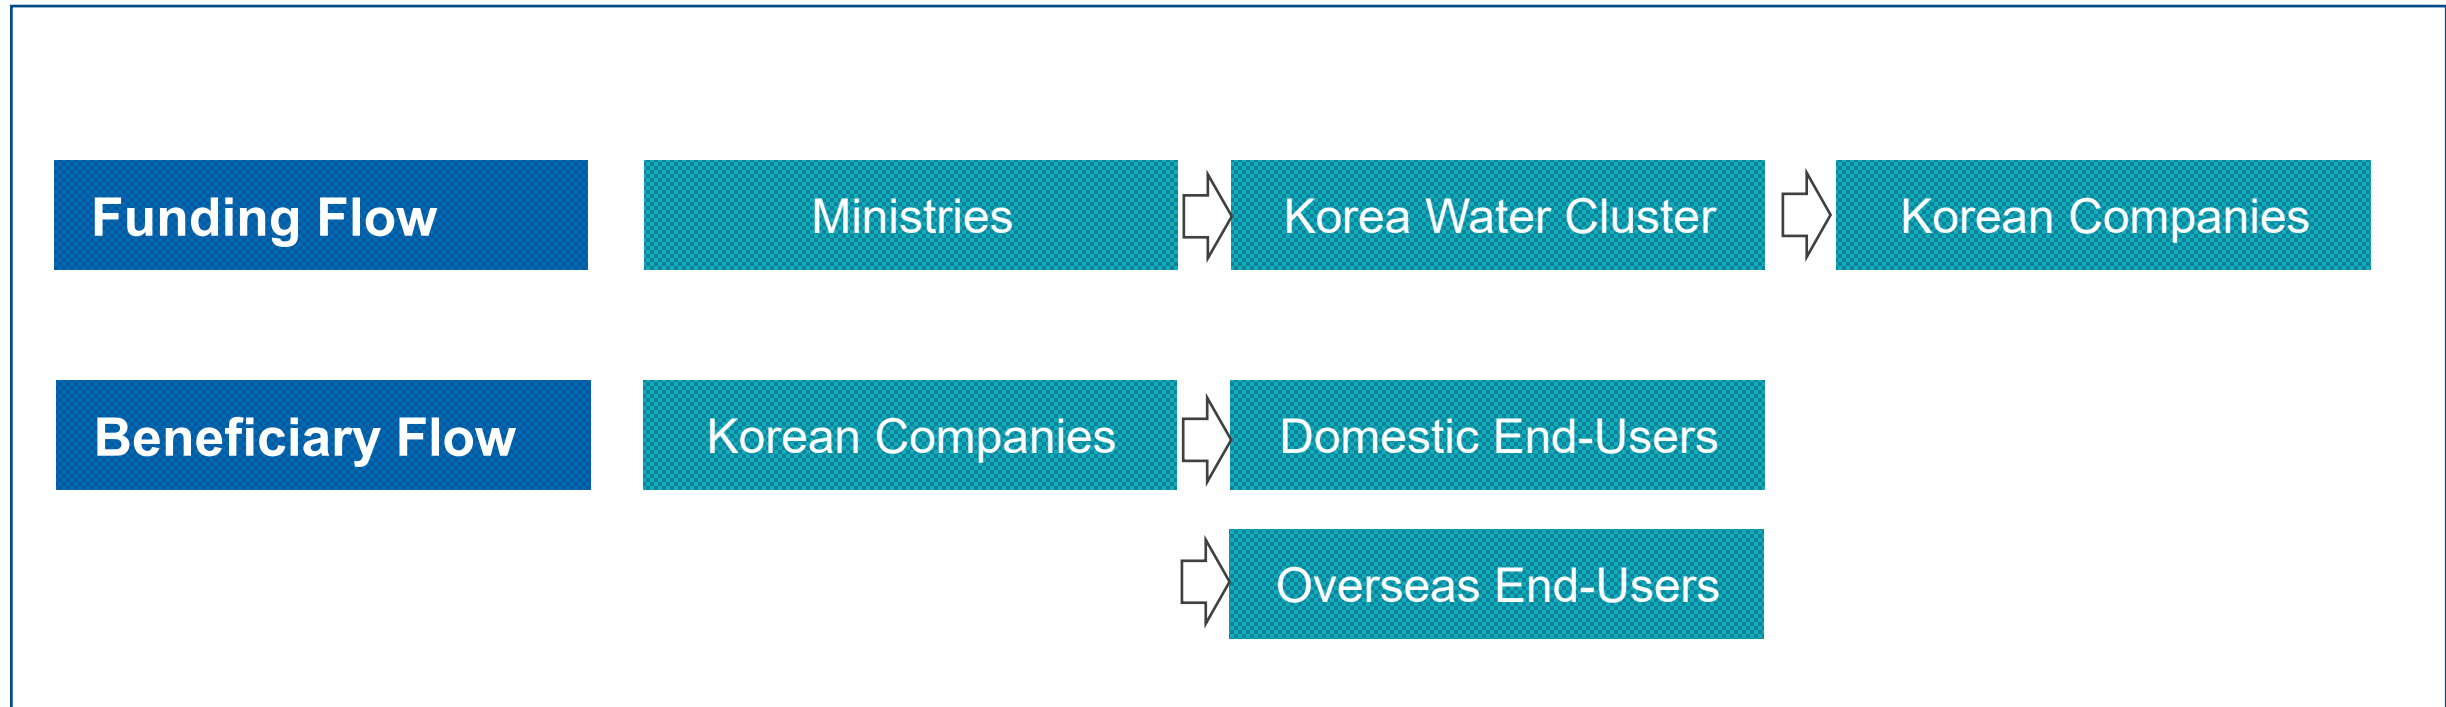 Funding Flow
Ministries
Korea Water Cluster
Korean Companies
Beneficiary Flow
Korean Companies
Domestic End-Users
Overseas End-Users